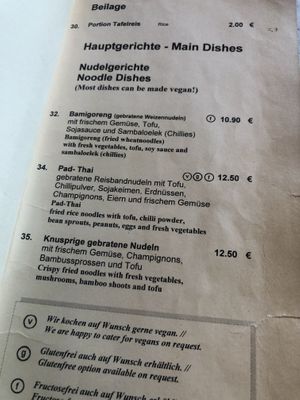 Beilage
30. Portion Tafelreis Rice 2.00 €
Hauptgerichte - Main Dishes
Nudelgerichte
Noodle Dishes
(Most dishes can be made vegan!)
32. Bamigoreng (gebratene Weizennudeln) f 10.90 €
mit frischem Gemüse, Tofu,
Sojasauce und Sambaloelek (Chillies)
Bamigoreng (fried wheatnoodles)
with fresh vegetables, tofu, soy sauce and
sambaloelek (chillies)
34. Pad-Thai v g f 12.50 €
gebratene Reisbandnudeln mit Tofu,
Chillipulver, Sojakeimen, Erdnüssen,
Champignons, Eiern und frischem Gemüse
Pad-Thai
fried rice noodles with tofu, chilli powder,
bean sprouts, peanuts, eggs and fresh vegetables
35. Knusprige gebratene Nudeln 12.50 €
mit frischem Gemüse, Champignons,
Bambussprossen und Tofu
Crispy fried noodles with fresh vegetables,
mushrooms, bamboo shoots and tofu
v Wir kochen auf Wunsch gerne vegan. //
We are happy to cater for vegans on request.
g Glutenfrei auch auf Wunsch erhältlich. //
Glutenfree option available on request.
f Fructosefrei auch auf Wunsch